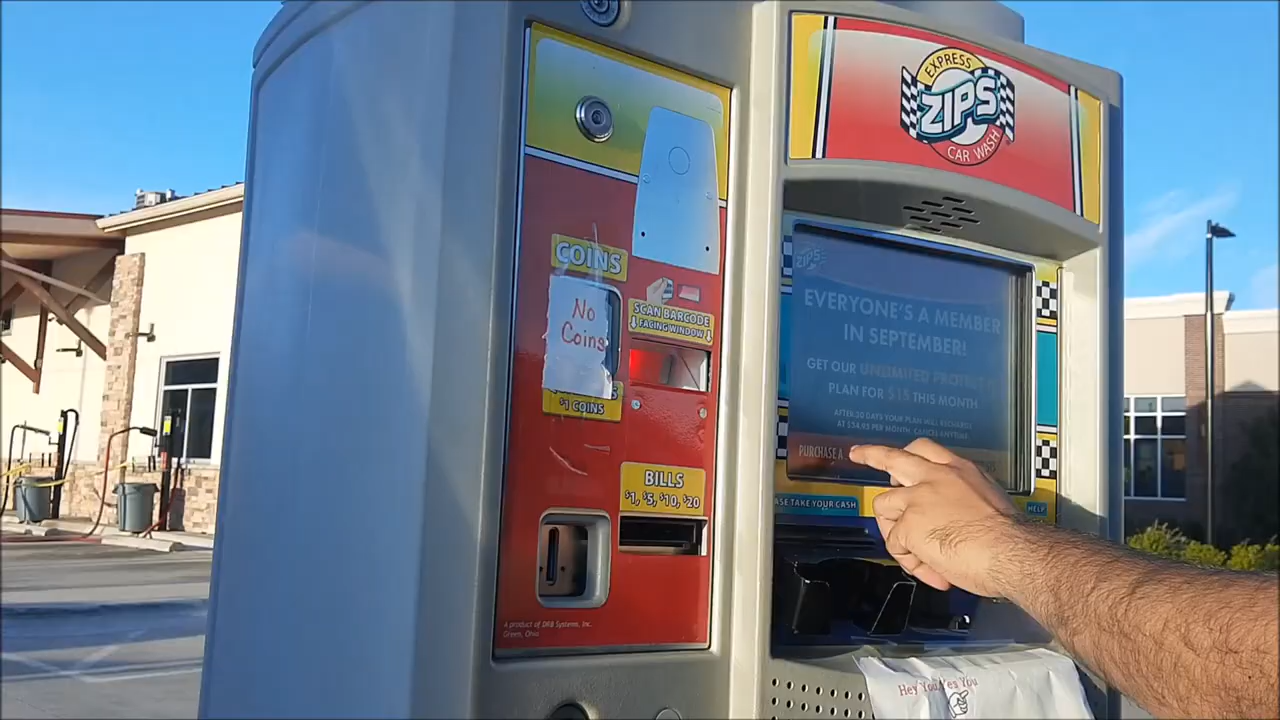 COINS
No
Coins
$1 COINS
SCAN BARCODE
FACING WINDOW
BILLS
$1, $5, $10, $20
A product of DRB Systems, Inc.
Green, Ohio
EXPRESS
ZIPS
CAR WASH
ZIPS
EVERYONE'S A MEMBER
IN SEPTEMBER!
GET OUR UNLIMITED PROTECT
PLAN FOR $15 THIS MONTH
AFTER 30 DAYS YOUR PLAN WILL RECHARGE
AT $34.95 PER MONTH. CANCEL ANYTIME
PURCHASE A
TAKE YOUR CASH
HELP
Hey You, Yes You